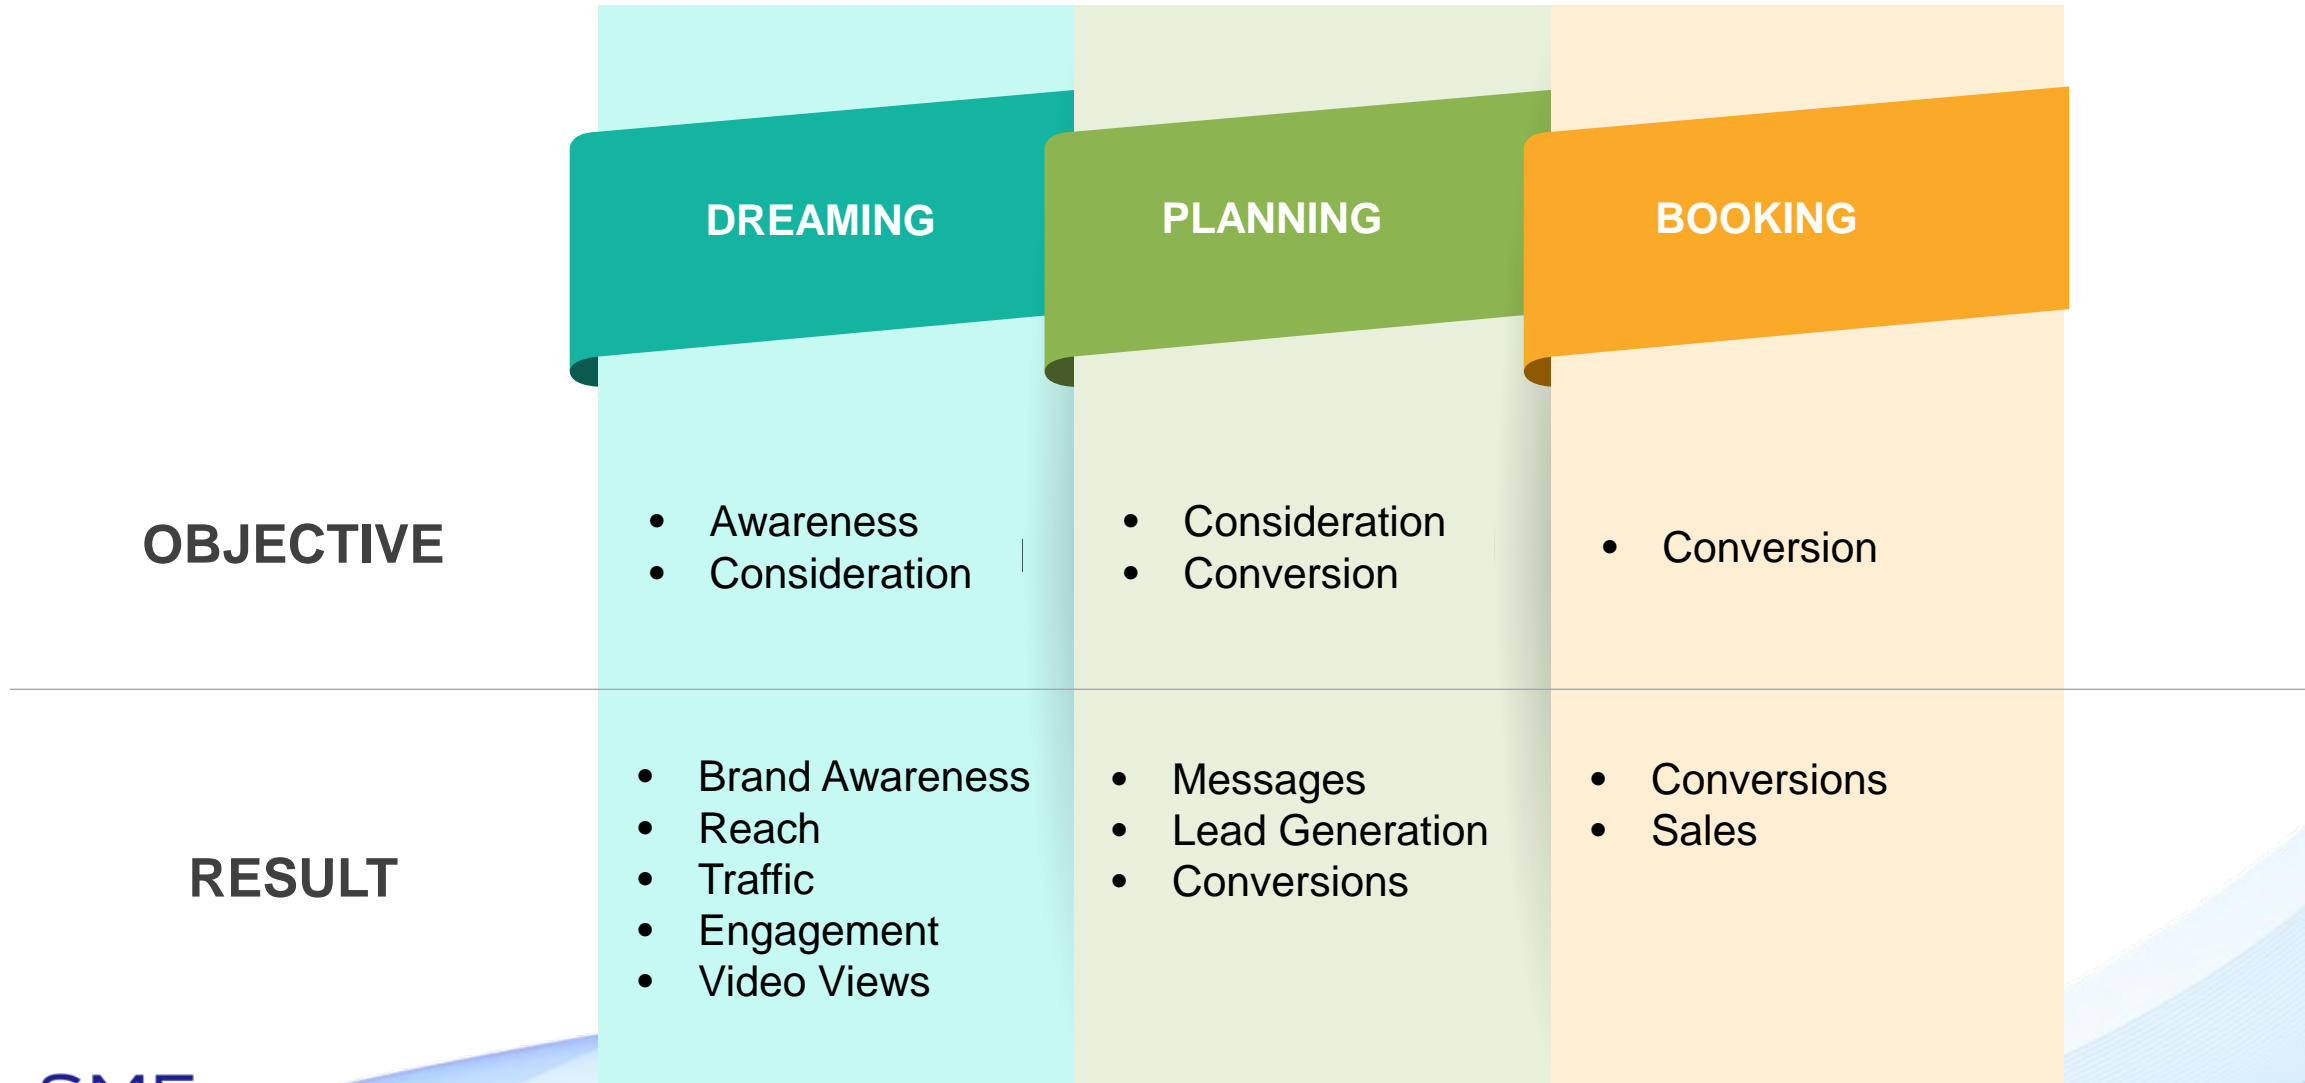 DREAMING
PLANNING
BOOKING
OBJECTIVE
• Awareness
• Consideration
• Consideration
• Conversion
• Conversion
RESULT
• Brand Awareness
• Reach
• Traffic
• Engagement
• Video Views
• Messages
• Lead Generation
• Conversions
• Conversions
• Sales
SME